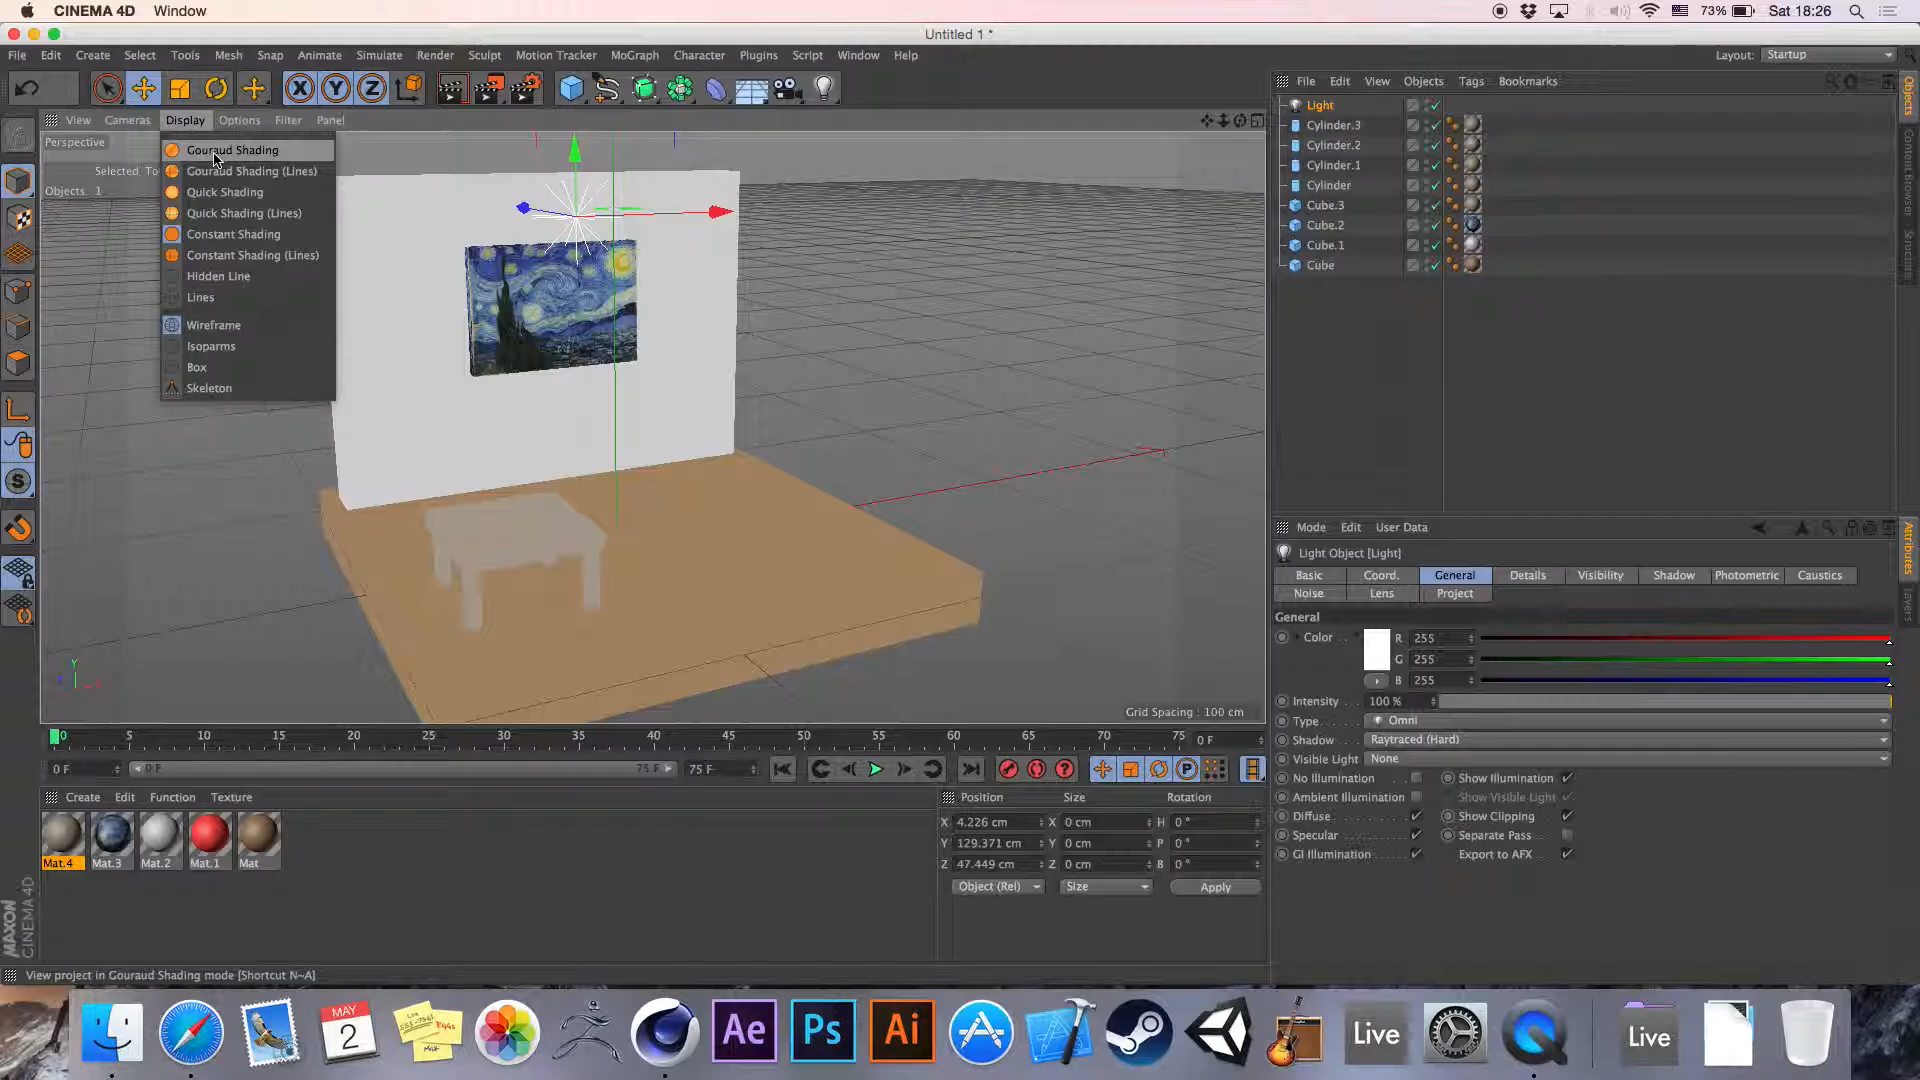 CINEMA 4D Window 73% Sat 18:26
Untitled 1 *
File Edit Create Select Tools Mesh Snap Animate Simulate Render Sculpt Motion Tracker MoGraph Character Plugins Script Window Help Layout: Startup
X Y Z
File Edit View Objects Tags Bookmarks
View Cameras Display Options Filter Panel
Perspective
Selected To
Objects 1
Gouraud Shading
Gouraud Shading (Lines)
Quick Shading
Quick Shading (Lines)
Constant Shading
Constant Shading (Lines)
Hidden Line
Lines
Wireframe
Isoparms
Box
Skeleton
Light
Cylinder.3
Cylinder.2
Cylinder.1
Cylinder
Cube.3
Cube.2
Cube.1
Cube
Objects
Content Browser
Structure
Y
Grid Spacing : 100 cm
Mode Edit User Data
Light Object [Light]
Basic Coord. General Details Visibility Shadow Photometric Caustics
Noise Lens Project
General
Color R 255
G 255
B 255
Intensity 100 %
Type Omni
Shadow Raytraced (Hard)
Visible Light None
No Illumination Show Illumination
Ambient Illumination Show Visible Light
Diffuse Show Clipping
Specular Separate Pass
GI Illumination Export to AFX
Attributes
Layers
0 5 10 15 20 25 30 35 40 45 50 55 60 65 70 75 0 F
0 F 0 F 75 F 75 F
Create Edit Function Texture
Mat.4 Mat.3 Mat.2 Mat.1 Mat
Position Size Rotation
X 4.226 cm X 0 cm H 0 °
Y 129.371 cm Y 0 cm P 0 °
Z 47.449 cm Z 0 cm B 0 °
Object (Rel) Size Apply
MAXON
CINEMA 4D
View project in Gouraud Shading mode [Shortcut N~A]
MAY
2
Ae Ps Ai Live Live